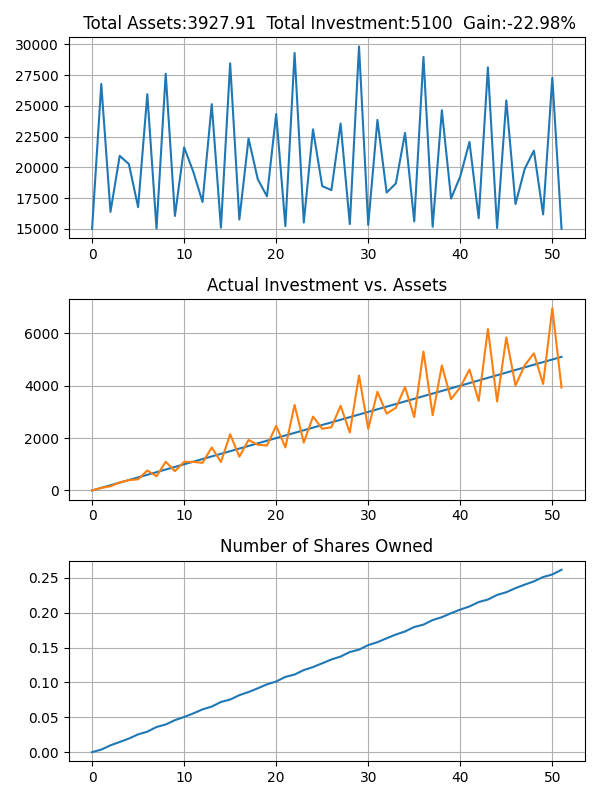 Total Assets:3927.91  Total Investment:5100  Gain:-22.98%
30000
27500
25000
22500
20000
17500
15000
0 10 20 30 40 50
Actual Investment vs. Assets
6000
4000
2000
0
0 10 20 30 40 50
Number of Shares Owned
0.25
0.20
0.15
0.10
0.05
0.00
0 10 20 30 40 50